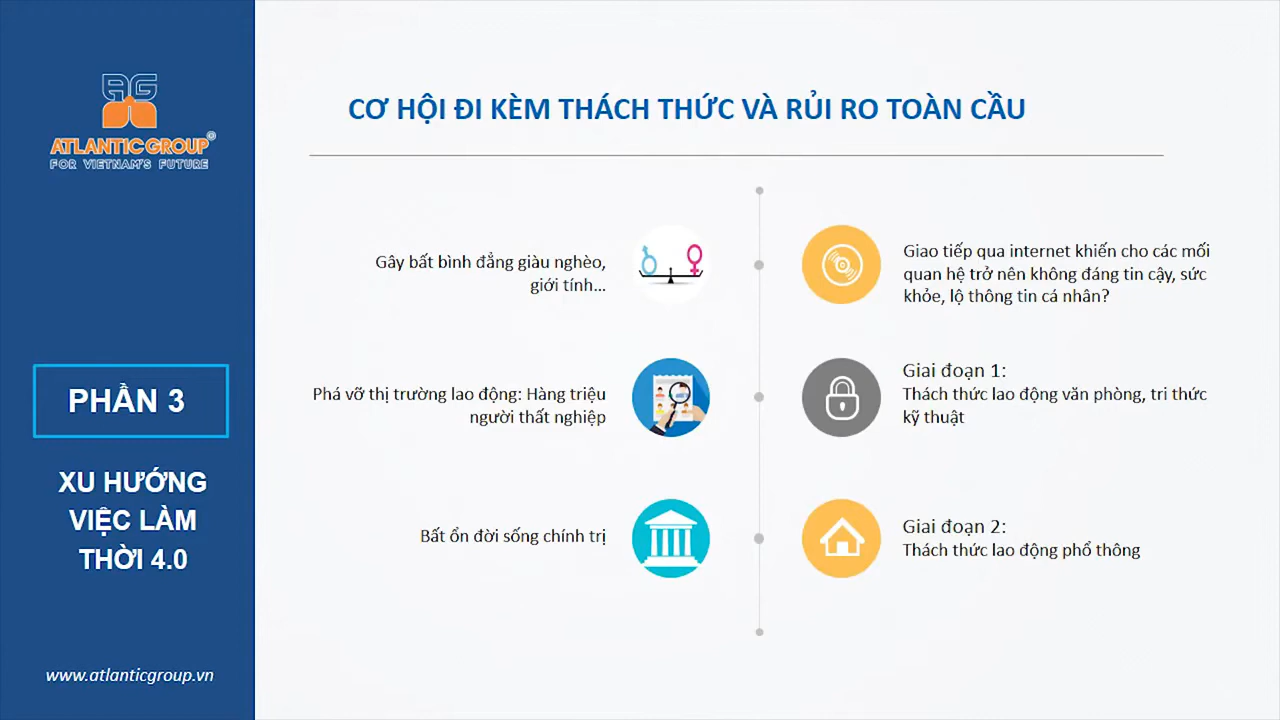 AG
ATLANTIC GROUP®
FOR VIETNAM'S FUTURE
PHẦN 3
XU HƯỚNG
VIỆC LÀM
THỜI 4.0
www.atlanticgroup.vn
CƠ HỘI ĐI KÈM THÁCH THỨC VÀ RỦI RO TOÀN CẦU
Gây bất bình đẳng giàu nghèo,
giới tính...
Phá vỡ thị trường lao động: Hàng triệu
người thất nghiệp
Bất ổn đời sống chính trị
Giao tiếp qua internet khiến cho các mối
quan hệ trở nên không đáng tin cậy, sức
khỏe, lộ thông tin cá nhân?
Giai đoạn 1:
Thách thức lao động văn phòng, tri thức
kỹ thuật
Giai đoạn 2:
Thách thức lao động phổ thông